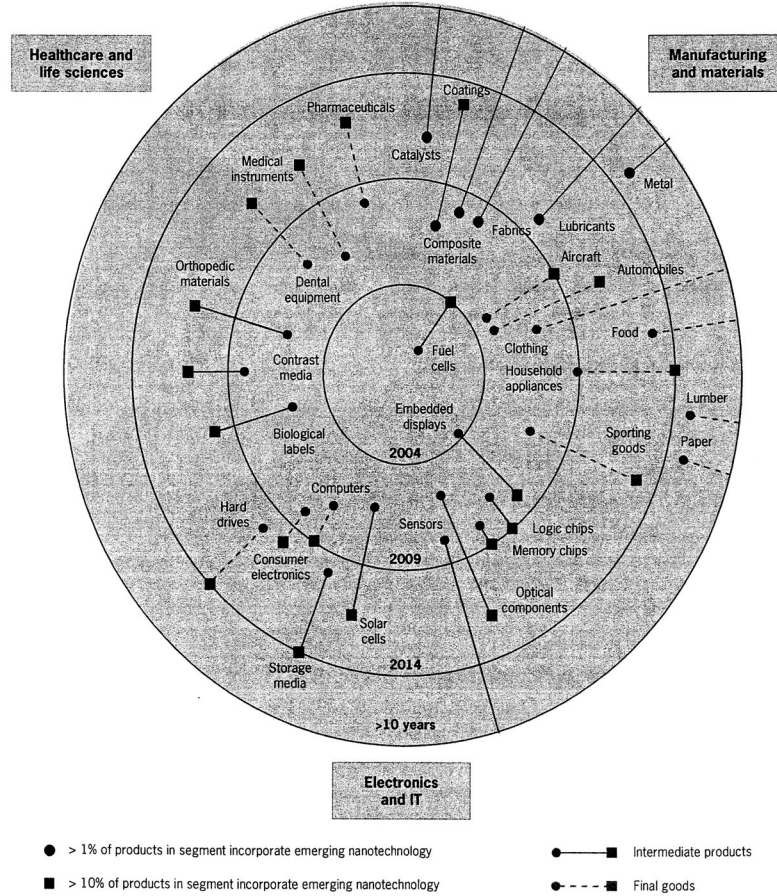 Healthcare and
life sciences
Manufacturing
and materials
Pharmaceuticals
Coatings
Catalysts
Medical
instruments
Metal
Composite
materials
Fabrics
Lubricants
Aircraft
Automobiles
Orthopedic
materials
Dental
equipment
Fuel
cells
Clothing
Food
Contrast
media
Household
appliances
Embedded
displays
Lumber
Biological
labels
Sporting
goods
Paper
2004
Computers
Hard
drives
Sensors
Logic chips
Consumer
electronics
Memory chips
2009
Optical
components
Solar
cells
Storage
media
2014
>10 years
Electronics
and IT
> 1% of products in segment incorporate emerging nanotechnology
Intermediate products
> 10% of products in segment incorporate emerging nanotechnology
Final goods